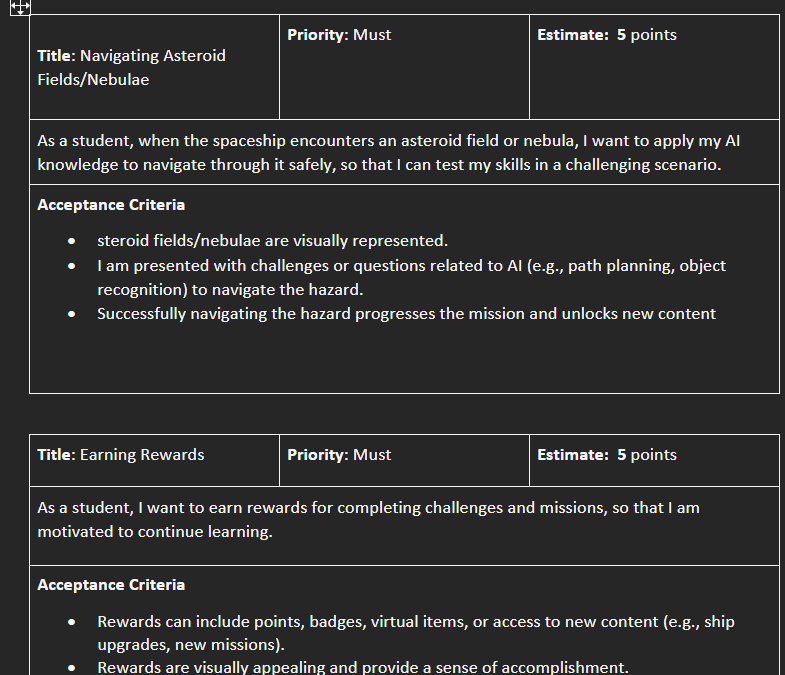 Title: Navigating Asteroid
Fields/Nebulae
Priority: Must
Estimate:  5 points
As a student, when the spaceship encounters an asteroid field or nebula, I want to apply my AI
knowledge to navigate through it safely, so that I can test my skills in a challenging scenario.
Acceptance Criteria
• steroid fields/nebulae are visually represented.
• I am presented with challenges or questions related to AI (e.g., path planning, object
recognition) to navigate the hazard.
• Successfully navigating the hazard progresses the mission and unlocks new content
Title: Earning Rewards
Priority: Must
Estimate:  5 points
As a student, I want to earn rewards for completing challenges and missions, so that I am
motivated to continue learning.
Acceptance Criteria
• Rewards can include points, badges, virtual items, or access to new content (e.g., ship
upgrades, new missions).
• Rewards are visually appealing and provide a sense of accomplishment.